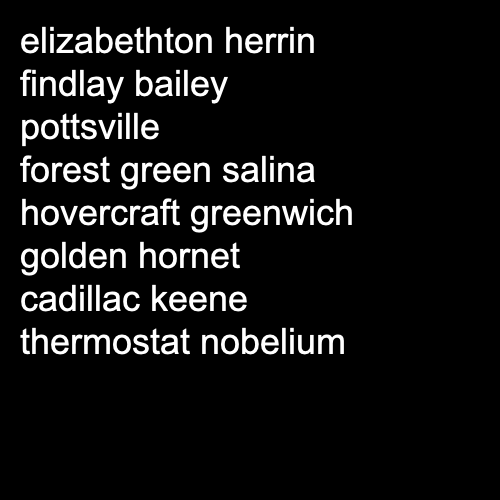 elizabethton herrin
findlay bailey
pottsville
forest green salina
hovercraft greenwich
golden hornet
cadillac keene
thermostat nobelium